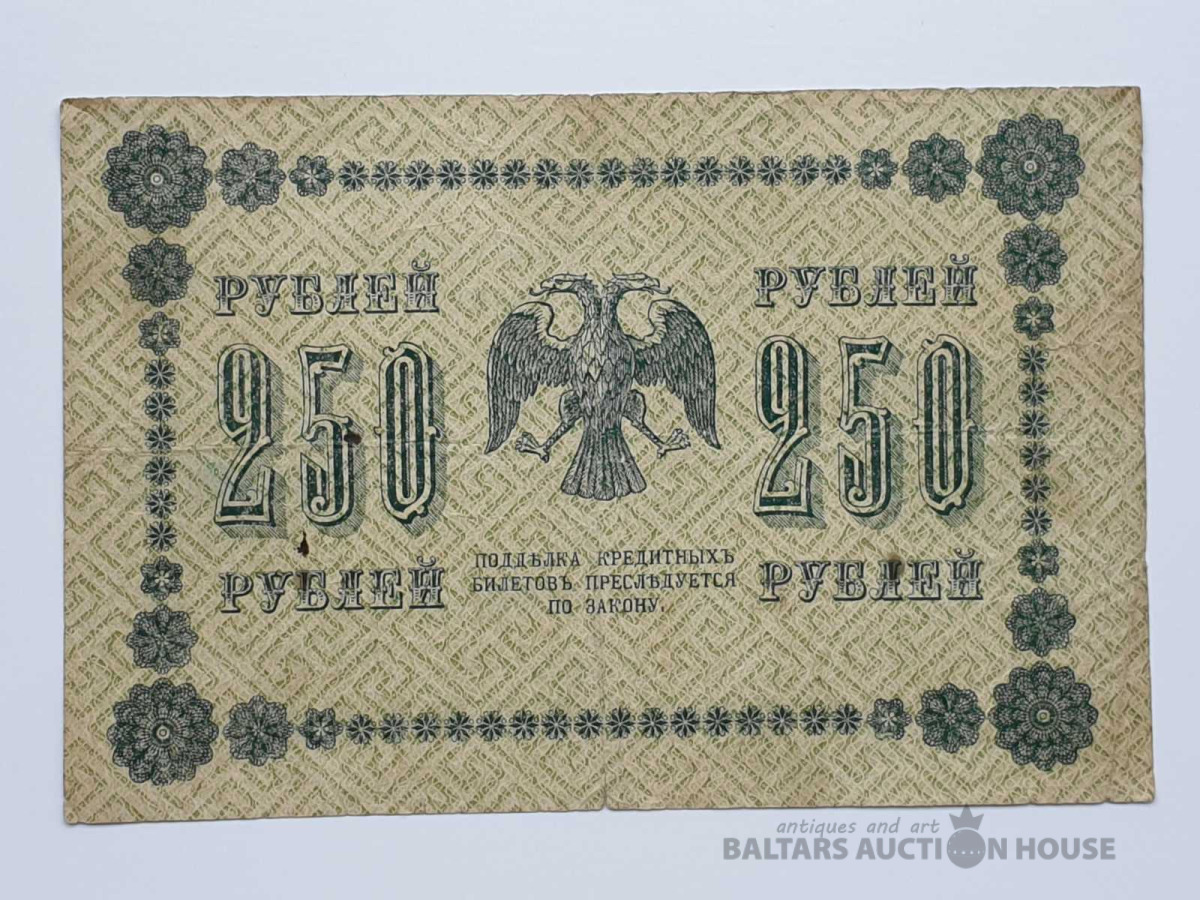 РУБЛЕЙ
РУБЛЕЙ
250
250
РУБЛЕЙ
ПОДДѢЛКА КРЕДИТНЫХЪ
БИЛЕТОВЪ ПРЕСЛѢДУЕТСЯ
ПО ЗАКОНУ.
РУБЛЕЙ
antiques and art
BALTARS AUCTION HOUSE